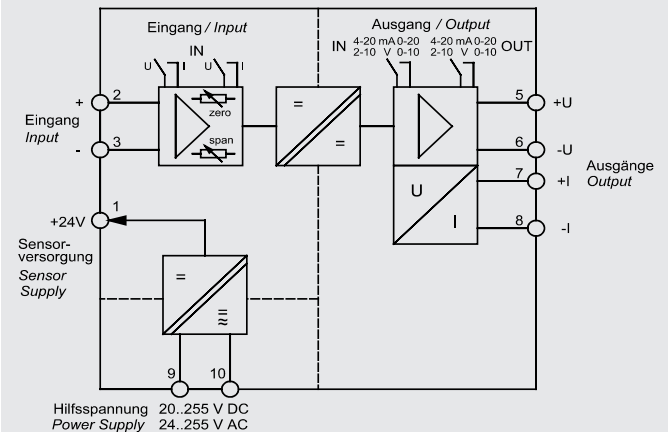 Eingang / Input
Ausgang / Output
IN
U I U I
IN 4-20 mA 0-20 4-20 mA 0-20 OUT
2-10 V 0-10 2-10 V 0-10
+ 2
zero
5 +U
Eingang
Input
=
=
- 3
span
6 -U
Ausgänge
Output
7 +I
U
I
8 -I
1
+24V
Sensor-
versorgung
Sensor
Supply
=
=
≈
9 10
Hilfsspannung 20..255 V DC
Power Supply 24..255 V AC